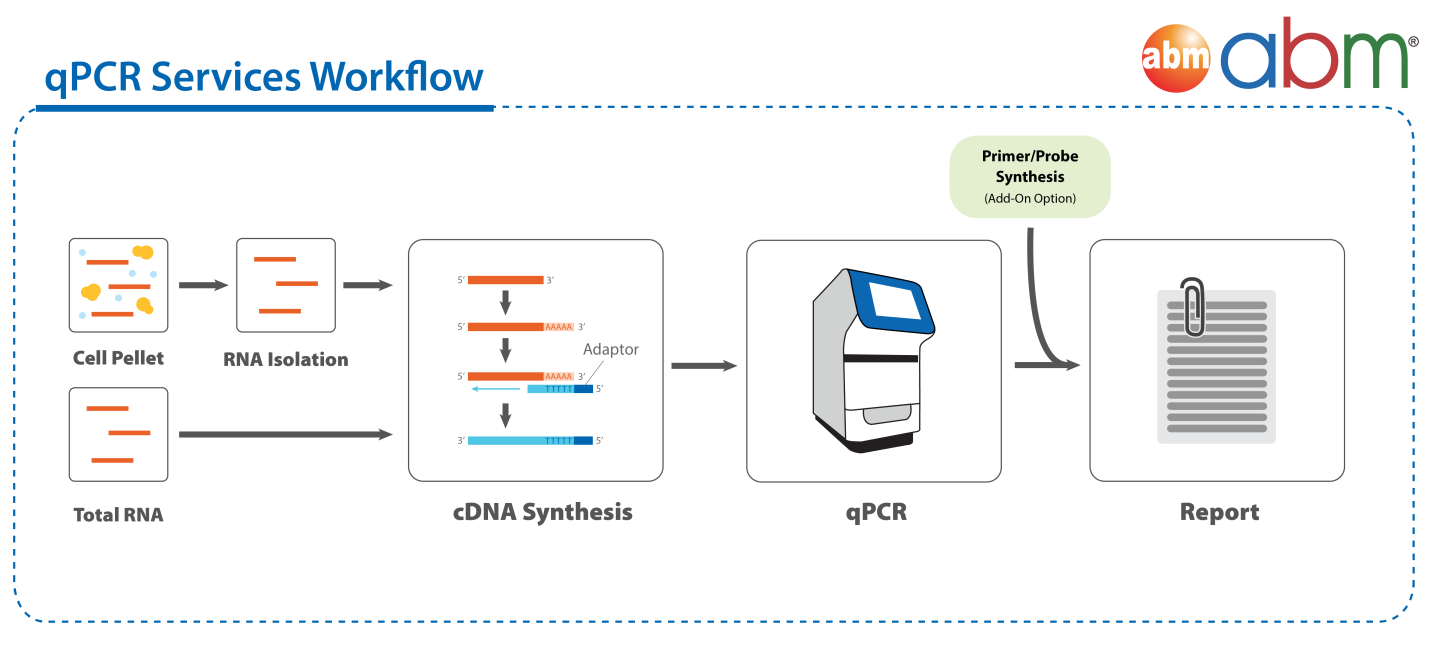 qPCR Services Workflow
abm abm®
Primer/Probe
Synthesis
(Add-On Option)
Cell Pellet
RNA Isolation
Total RNA
5’ 3’
5’ AAAAA 3’
Adaptor
5’ AAAAA 3’
TTTTT 5’
3’ TTTTT 5’
cDNA Synthesis
qPCR
Report